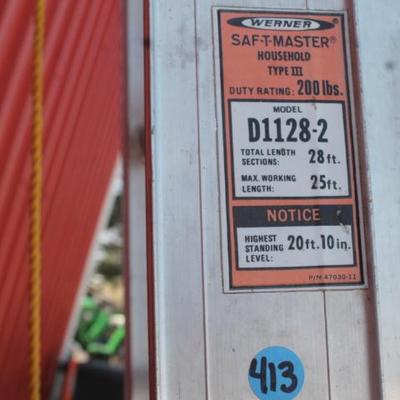 WERNER
SAF-T-MASTER®
HOUSEHOLD
TYPE III
DUTY RATING: 200 lbs.
MODEL
D1128-2
TOTAL LENGTH SECTIONS: 28 ft.
MAX. WORKING LENGTH: 25 ft.
NOTICE
HIGHEST STANDING LEVEL: 20 ft. 10 in.
P/N 47030-11
413